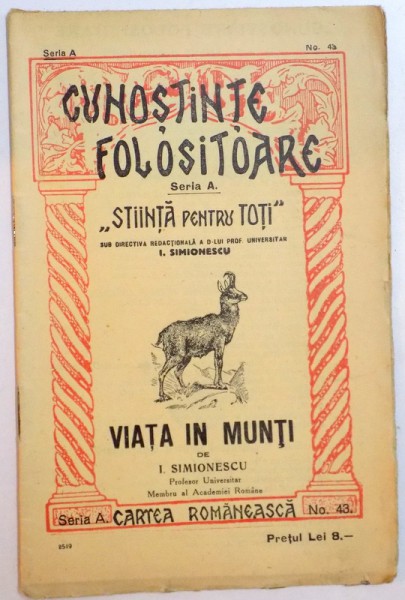 Seria A
No. 43
CUNOȘTINȚE
FOLOSITOARE
Seria A.
„ȘTIINȚĂ PENTRU TOȚI"
SUB DIRECTIVA REDACȚIONALĂ A D-LUI PROF UNIVERSITAR
I. SIMIONESCU
VIAȚA IN MUNȚI
DE
I. SIMIONESCU
Profesor Universitar
Membru al Academiei Române
Seria A. CARTEA ROMÂNEASCĂ No. 43.
Prețul Lei 8.—